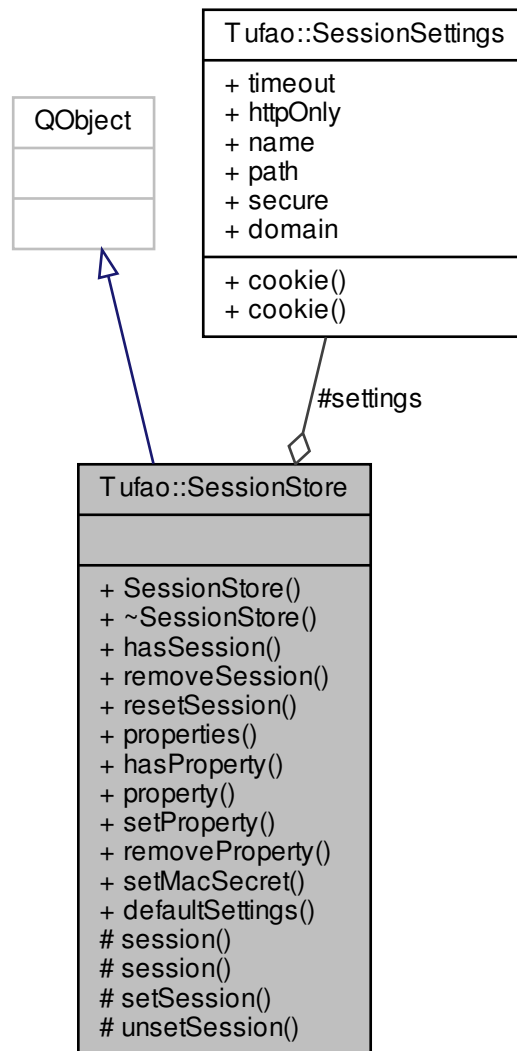 Tufao::SessionSettings
+ timeout
+ httpOnly
+ name
+ path
+ secure
+ domain
+ cookie()
+ cookie()
QObject
#settings
Tufao::SessionStore
+ SessionStore()
+ ~SessionStore()
+ hasSession()
+ removeSession()
+ resetSession()
+ properties()
+ hasProperty()
+ property()
+ setProperty()
+ removeProperty()
+ setMacSecret()
+ defaultSettings()
# session()
# session()
# setSession()
# unsetSession()